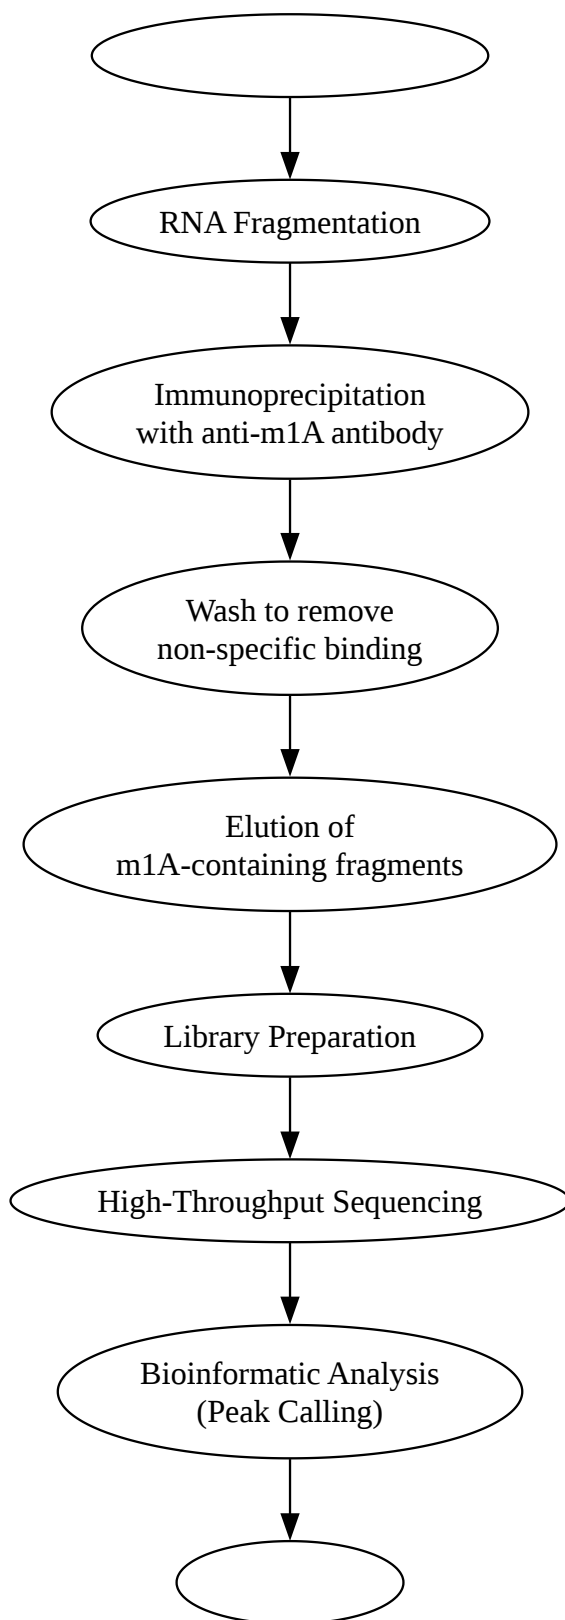 RNA Fragmentation
Immunoprecipitation
with anti-m1A antibody
Wash to remove
non-specific binding
Elution of
m1A-containing fragments
Library Preparation
High-Throughput Sequencing
Bioinformatic Analysis
(Peak Calling)